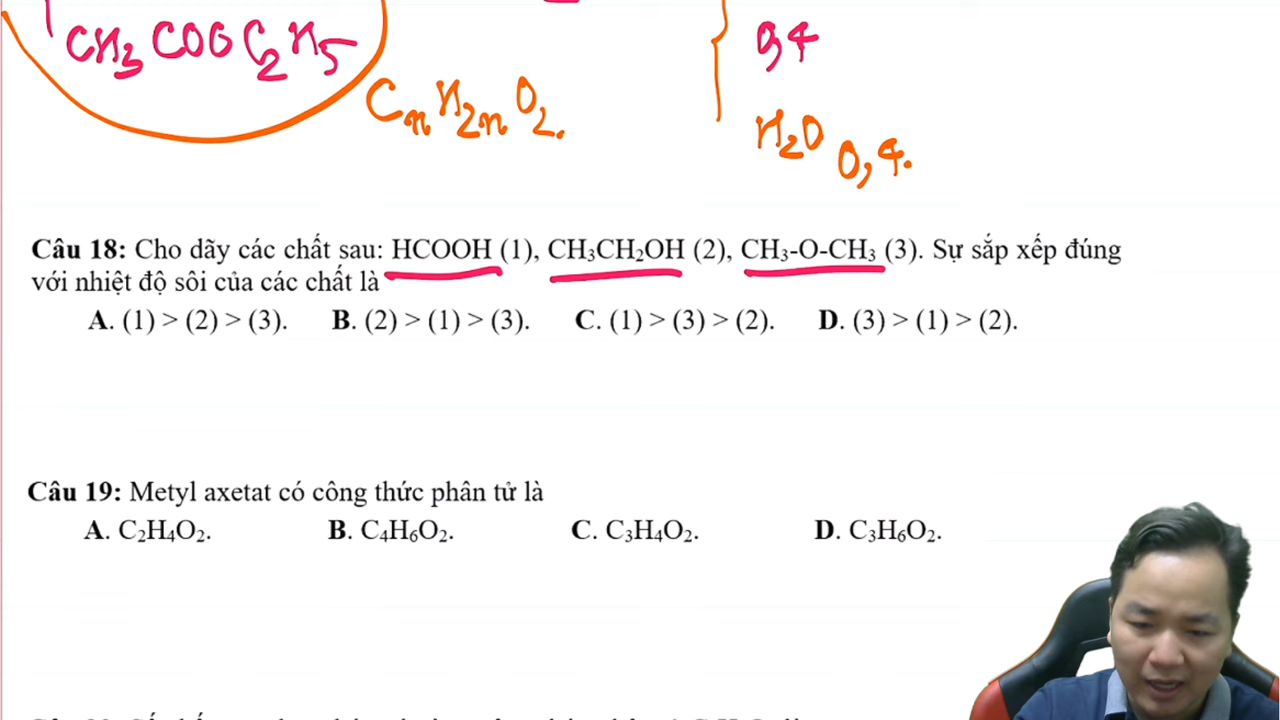 CH₃COOC₂H₅
CₙH₂ₙO₂.
0,4
H₂O 0,4.
Câu 18: Cho dãy các chất sau: HCOOH (1), CH₃CH₂OH (2), CH₃-O-CH₃ (3). Sự sắp xếp đúng
với nhiệt độ sôi của các chất là
A. (1) > (2) > (3). B. (2) > (1) > (3). C. (1) > (3) > (2). D. (3) > (1) > (2).
Câu 19: Metyl axetat có công thức phân tử là
A. C₂H₄O₂. B. C₄H₆O₂. C. C₃H₄O₂. D. C₃H₆O₂.